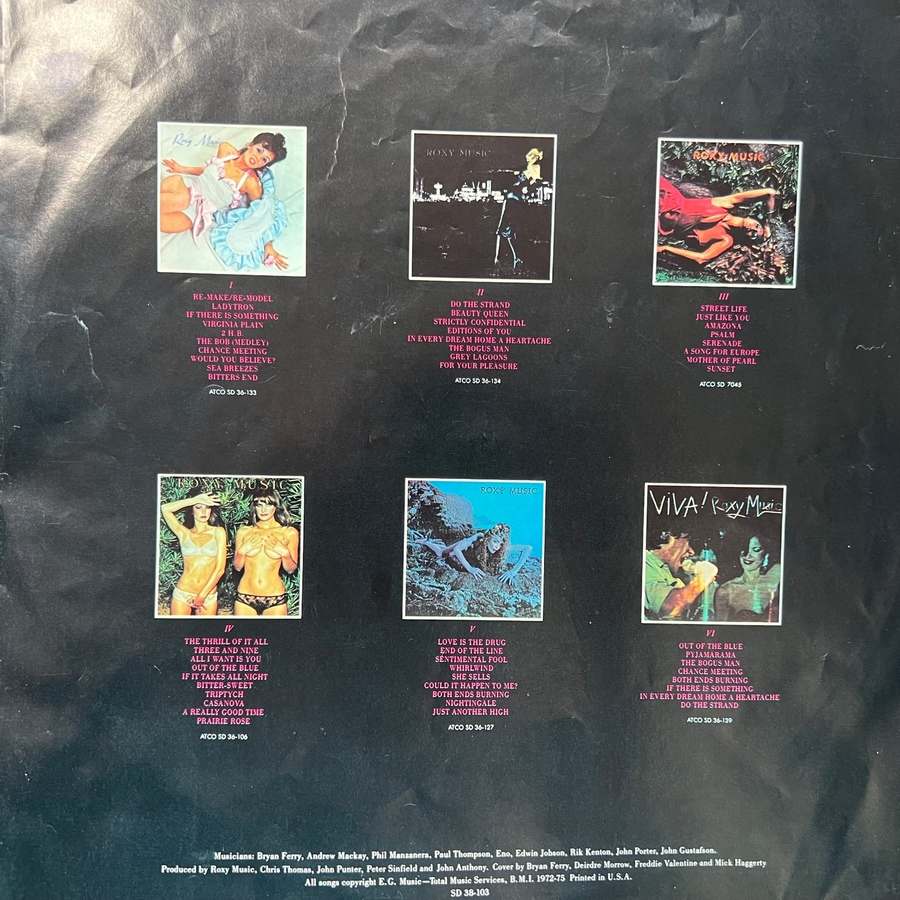 Roxy Music
ROXY MUSIC
ROXY MUSIC
I
RE-MAKE/RE-MODEL
LADYTRON
IF THERE IS SOMETHING
VIRGINIA PLAIN
2 H.B.
THE BOB (MEDLEY)
CHANCE MEETING
WOULD YOU BELIEVE?
SEA BREEZES
BITTERS END
ATCO SD 36-133
II
DO THE STRAND
BEAUTY QUEEN
STRICTLY CONFIDENTIAL
EDITIONS OF YOU
IN EVERY DREAM HOME A HEARTACHE
THE BOGUS MAN
GREY LAGOONS
FOR YOUR PLEASURE
ATCO SD 36-134
III
STREET LIFE
JUST LIKE YOU
AMAZONA
PSALM
SERENADE
A SONG FOR EUROPE
MOTHER OF PEARL
SUNSET
ATCO SD 7045
ROXY MUSIC
ROXY MUSIC
VIVA! Roxy Music
IV
THE THRILL OF IT ALL
THREE AND NINE
ALL I WANT IS YOU
OUT OF THE BLUE
IF IT TAKES ALL NIGHT
BITTER-SWEET
TRIPTYCH
CASANOVA
A REALLY GOOD TIME
PRAIRIE ROSE
ATCO SD 36-106
V
LOVE IS THE DRUG
END OF THE LINE
SENTIMENTAL FOOL
WHIRLWIND
SHE SELLS
COULD IT HAPPEN TO ME?
BOTH ENDS BURNING
NIGHTINGALE
JUST ANOTHER HIGH
ATCO SD 36-127
VI
OUT OF THE BLUE
PYJAMARAMA
THE BOGUS MAN
CHANCE MEETING
BOTH ENDS BURNING
IF THERE IS SOMETHING
IN EVERY DREAM HOME A HEARTACHE
DO THE STRAND
ATCO SD 36-139
Musicians: Bryan Ferry, Andrew Mackay, Phil Manzanera, Paul Thompson, Eno, Edwin Jobson, Rik Kenton, John Porter, John Gustafson.
Produced by Roxy Music, Chris Thomas, John Punter, Peter Sinfield and John Anthony. Cover by Bryan Ferry, Deirdre Morrow, Freddie Valentine and Mick Haggerty
All songs copyright E.G. Music—Total Music Services, B.M.I. 1972-75 Printed in U.S.A.
SD 38-103